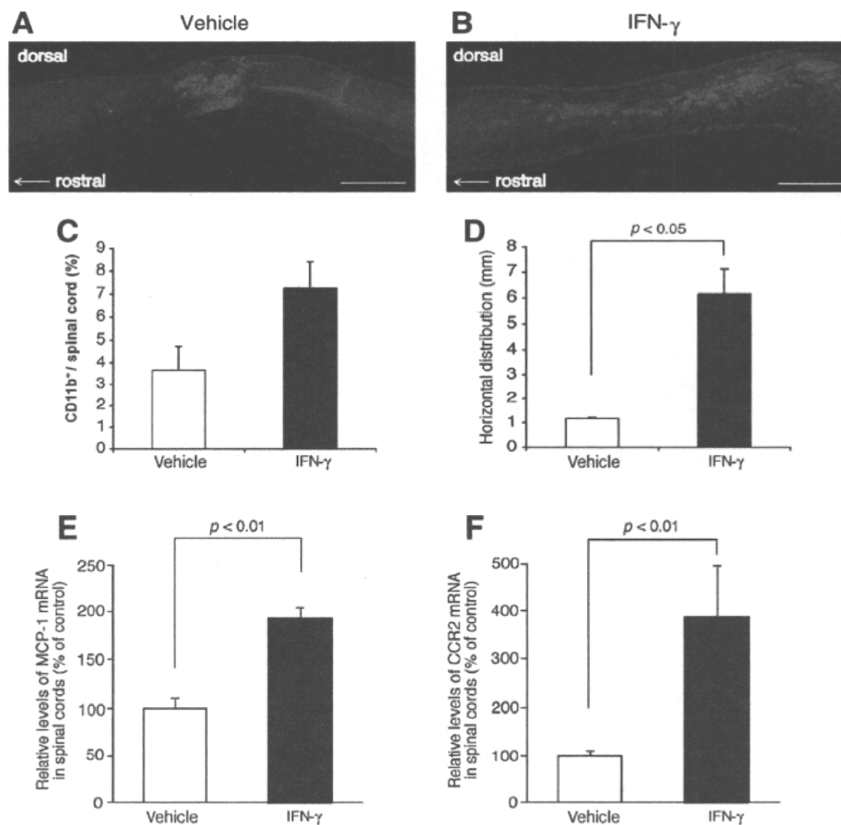 A Vehicle
dorsal
← rostral
B IFN-γ
dorsal
← rostral
C
CD11b⁺/ spinal cord (%)
9
8
7
6
5
4
3
2
1
0
Vehicle IFN-γ
D
p < 0.05
Horizontal distribution (mm)
8
7
6
5
4
3
2
1
0
Vehicle IFN-γ
E
p < 0.01
Relative levels of MCP-1 mRNA
in spinal cords (% of control)
250
200
150
100
50
0
Vehicle IFN-γ
F
p < 0.01
Relative levels of CCR2 mRNA
in spinal cords (% of control)
500
400
300
200
100
0
Vehicle IFN-γ